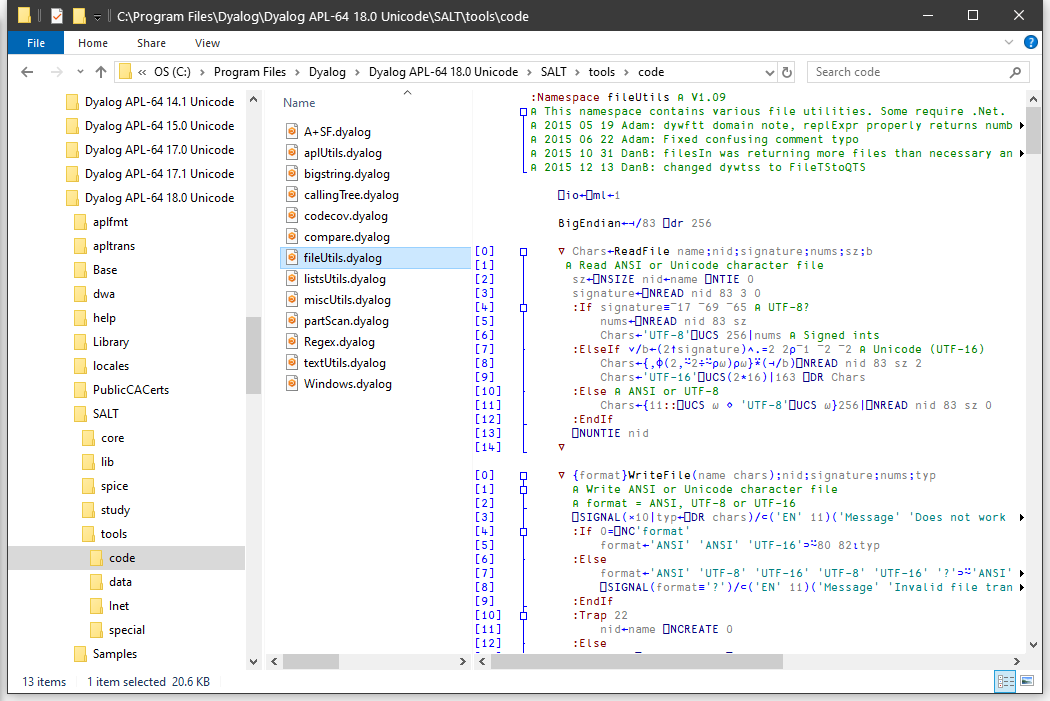 C:\Program Files\Dyalog\Dyalog APL-64 18.0 Unicode\SALT\tools\code
File Home Share View
« OS (C:) › Program Files › Dyalog › Dyalog APL-64 18.0 Unicode › SALT › tools › code
Search code
Dyalog APL-64 14.1 Unicode
Dyalog APL-64 15.0 Unicode
Dyalog APL-64 17.0 Unicode
Dyalog APL-64 17.1 Unicode
Dyalog APL-64 18.0 Unicode
aplfmt
apltrans
Base
dwa
help
Library
locales
PublicCACerts
SALT
core
lib
spice
study
tools
code
data
Inet
special
Samples
Name
A+SF.dyalog
aplUtils.dyalog
bigstring.dyalog
callingTree.dyalog
codecov.dyalog
compare.dyalog
fileUtils.dyalog
listsUtils.dyalog
miscUtils.dyalog
partScan.dyalog
Regex.dyalog
textUtils.dyalog
Windows.dyalog
:Namespace fileUtils ⍝ V1.09
⍝ This namespace contains various file utilities. Some require .Net.
⍝ 2015 05 19 Adam: dywftt domain note, replExpr properly returns numb
⍝ 2015 06 22 Adam: Fixed confusing comment typo
⍝ 2015 10 31 DanB: filesIn was returning more files than necessary an
⍝ 2015 12 13 DanB: changed dywtss to FileTStoQTS
⎕io←⎕ml←1
BigEndian←⊣/83 ⎕dr 256
[0] ∇ Chars←ReadFile name;nid;signature;nums;sz;b
[1] ⍝ Read ANSI or Unicode character file
[2] sz←⎕NSIZE nid←name ⎕NTIE 0
[3] signature←⎕NREAD nid 83 3 0
[4] :If signature≡¯17 ¯69 ¯65 ⍝ UTF-8?
[5] nums←⎕NREAD nid 83 sz
[6] Chars←'UTF-8'⎕UCS 256|nums ⍝ Signed ints
[7] :ElseIf ∨/b←(2↑signature)∧.=2 2⍴¯1 ¯2 ¯2 ⍝ Unicode (UTF-16)
[8] Chars←{,⌽(2,⍨2÷⍨⍴⍵)⍴⍵}⍣(⊣/b)⎕NREAD nid 83 sz 2
[9] Chars←'UTF-16'⎕UCS(2*16)|163 ⎕DR Chars
[10] :Else ⍝ ANSI or UTF-8
[11] Chars←{11::⎕UCS ⍵ ⋄ 'UTF-8'⎕UCS ⍵}256|⎕NREAD nid 83 sz 0
[12] :EndIf
[13] ⎕NUNTIE nid
[14] ∇
[0] ∇ {format}WriteFile(name chars);nid;signature;nums;typ
[1] ⍝ Write ANSI or Unicode character file
[2] ⍝ format = ANSI, UTF-8 or UTF-16
[3] ⎕SIGNAL(×10|typ←⎕DR chars)/⊂('EN' 11)('Message' 'Does not work
[4] :If 0=⎕NC'format'
[5] format←'ANSI' 'ANSI' 'UTF-16'⊃⍨80 82⍳typ
[6] :Else
[7] format←'ANSI' 'UTF-8' 'UTF-16' 'UTF-8' 'UTF-16' '?'⊃⍨'ANSI'
[8] ⎕SIGNAL(format≡'?')/⊂('EN' 11)('Message' 'Invalid file tran
[9] :EndIf
[10] :Trap 22
[11] nid←name ⎕NCREATE 0
[12] :Else
13 items 1 item selected 20.6 KB